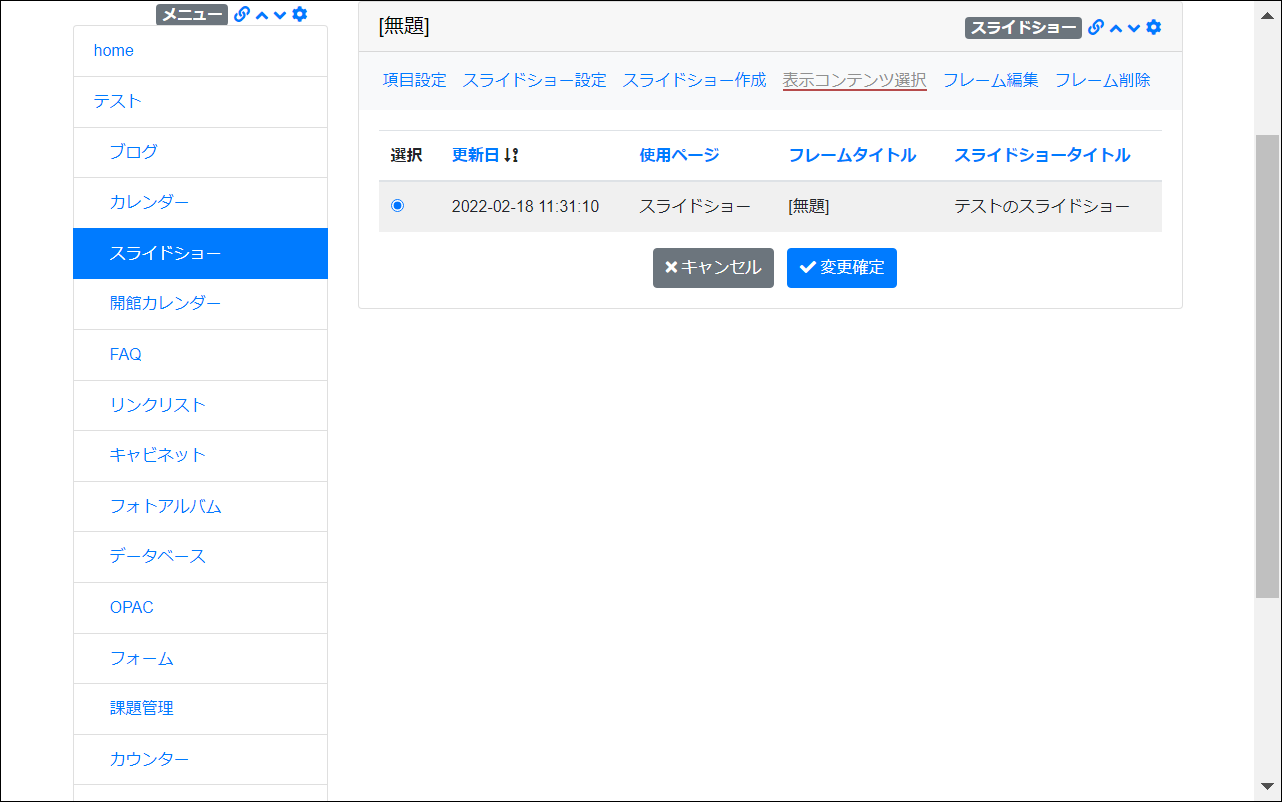 メニュー
home
テスト
ブログ
カレンダー
スライドショー
開館カレンダー
FAQ
リンクリスト
キャビネット
フォトアルバム
データベース
OPAC
フォーム
課題管理
カウンター
[無題] スライドショー
項目設定 スライドショー設定 スライドショー作成 表示コンテンツ選択 フレーム編集 フレーム削除
選択 更新日 使用ページ フレームタイトル スライドショータイトル
2022-02-18 11:31:10 スライドショー [無題] テストのスライドショー
キャンセル 変更確定